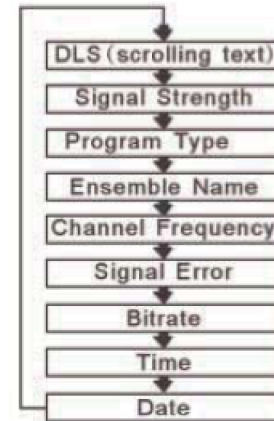 DLS (scrolling text)
Signal Strength
Program Type
Ensemble Name
Channel Frequency
Signal Error
Bitrate
Time
Date